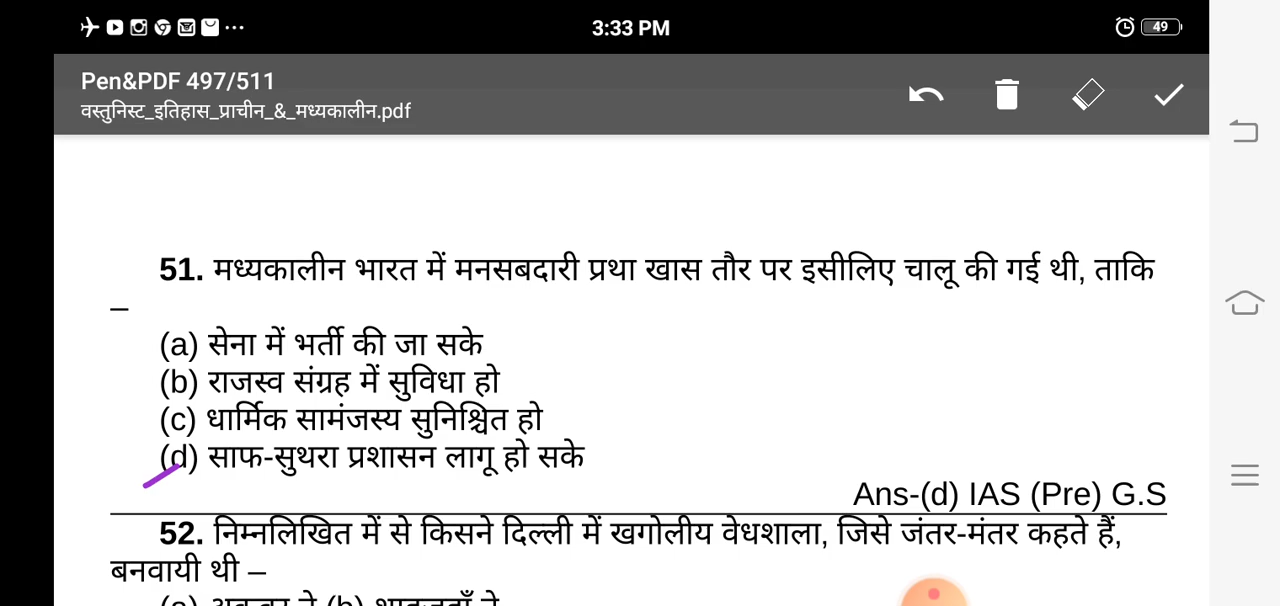 3:33 PM
49
Pen&PDF 497/511
वस्तुनिस्ट_इतिहास_प्राचीन_&_मध्यकालीन.pdf
51. मध्यकालीन भारत में मनसबदारी प्रथा खास तौर पर इसीलिए चालू की गई थी, ताकि
–
(a) सेना में भर्ती की जा सके
(b) राजस्व संग्रह में सुविधा हो
(c) धार्मिक सामंजस्य सुनिश्चित हो
(d) साफ-सुथरा प्रशासन लागू हो सके
Ans-(d) IAS (Pre) G.S
52. निम्नलिखित में से किसने दिल्ली में खगोलीय वेधशाला, जिसे जंतर-मंतर कहते हैं,
बनवायी थी –
(a) अकबर ने (b) शाहजहाँ ने